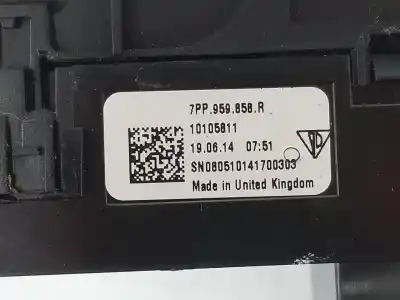 7PP.959.858.R
10105811
19.06.14 07:51
SN080510141700303
Made in United Kingdom